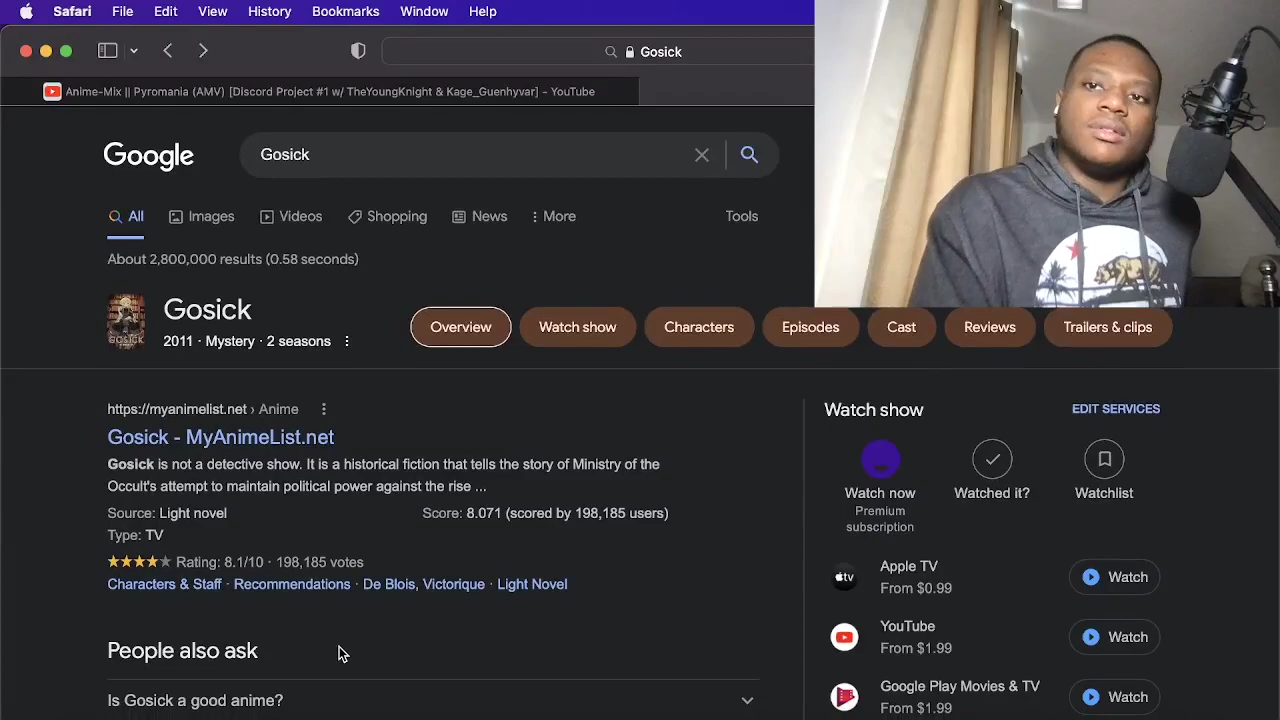 Safari File Edit View History Bookmarks Window Help
Gosick
Anime-Mix || Pyromania (AMV) [Discord Project #1 w/ TheYoungKnight & Kage_Guenhyvar] - YouTube
Google
Gosick
All Images Videos Shopping News More Tools
About 2,800,000 results (0.58 seconds)
Gosick
2011 · Mystery · 2 seasons
Overview Watch show Characters Episodes Cast Reviews Trailers & clips
https://myanimelist.net › Anime
Gosick - MyAnimeList.net
Gosick is not a detective show. It is a historical fiction that tells the story of Ministry of the
Occult's attempt to maintain political power against the rise ...
Source: Light novel Score: 8.071 (scored by 198,185 users)
Type: TV
Rating: 8.1/10 · 198,185 votes
Characters & Staff · Recommendations · De Blois, Victorique · Light Novel
People also ask
Is Gosick a good anime?
Watch show EDIT SERVICES
Watch now Watched it? Watchlist
Premium
subscription
Apple TV
From $0.99
Watch
YouTube
From $1.99
Watch
Google Play Movies & TV
From $1.99
Watch